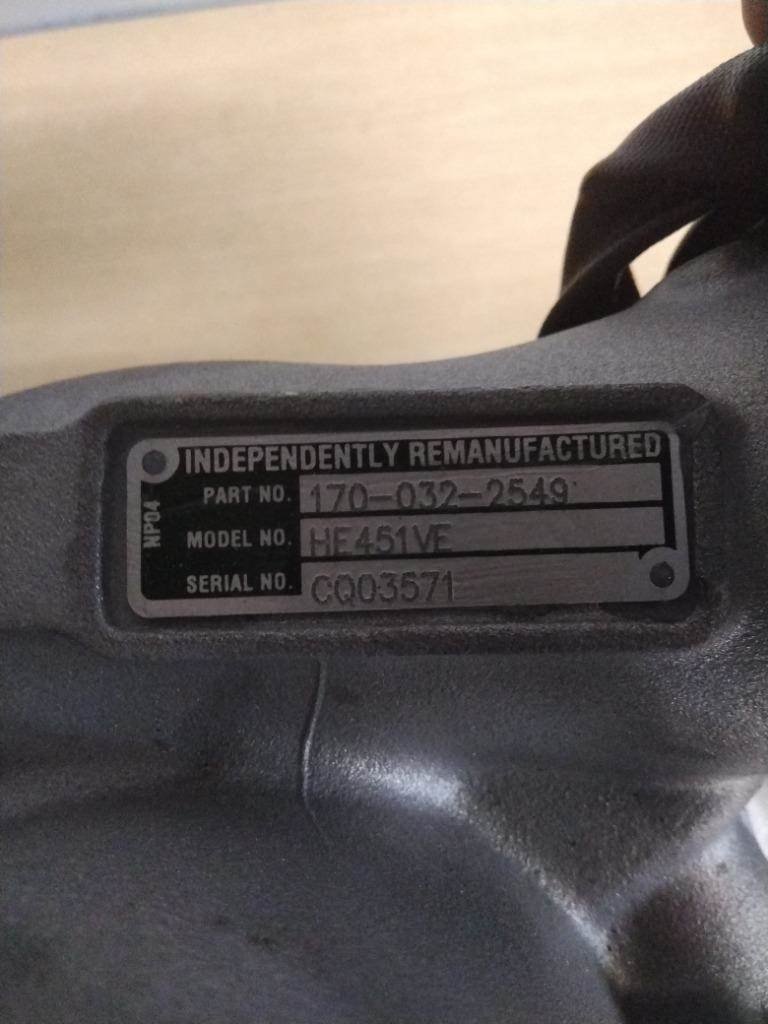 INDEPENDENTLY REMANUFACTURED
PART NO. 170-032-2549
MODEL NO. HE451VE
SERIAL NO. CQ03571
NP04